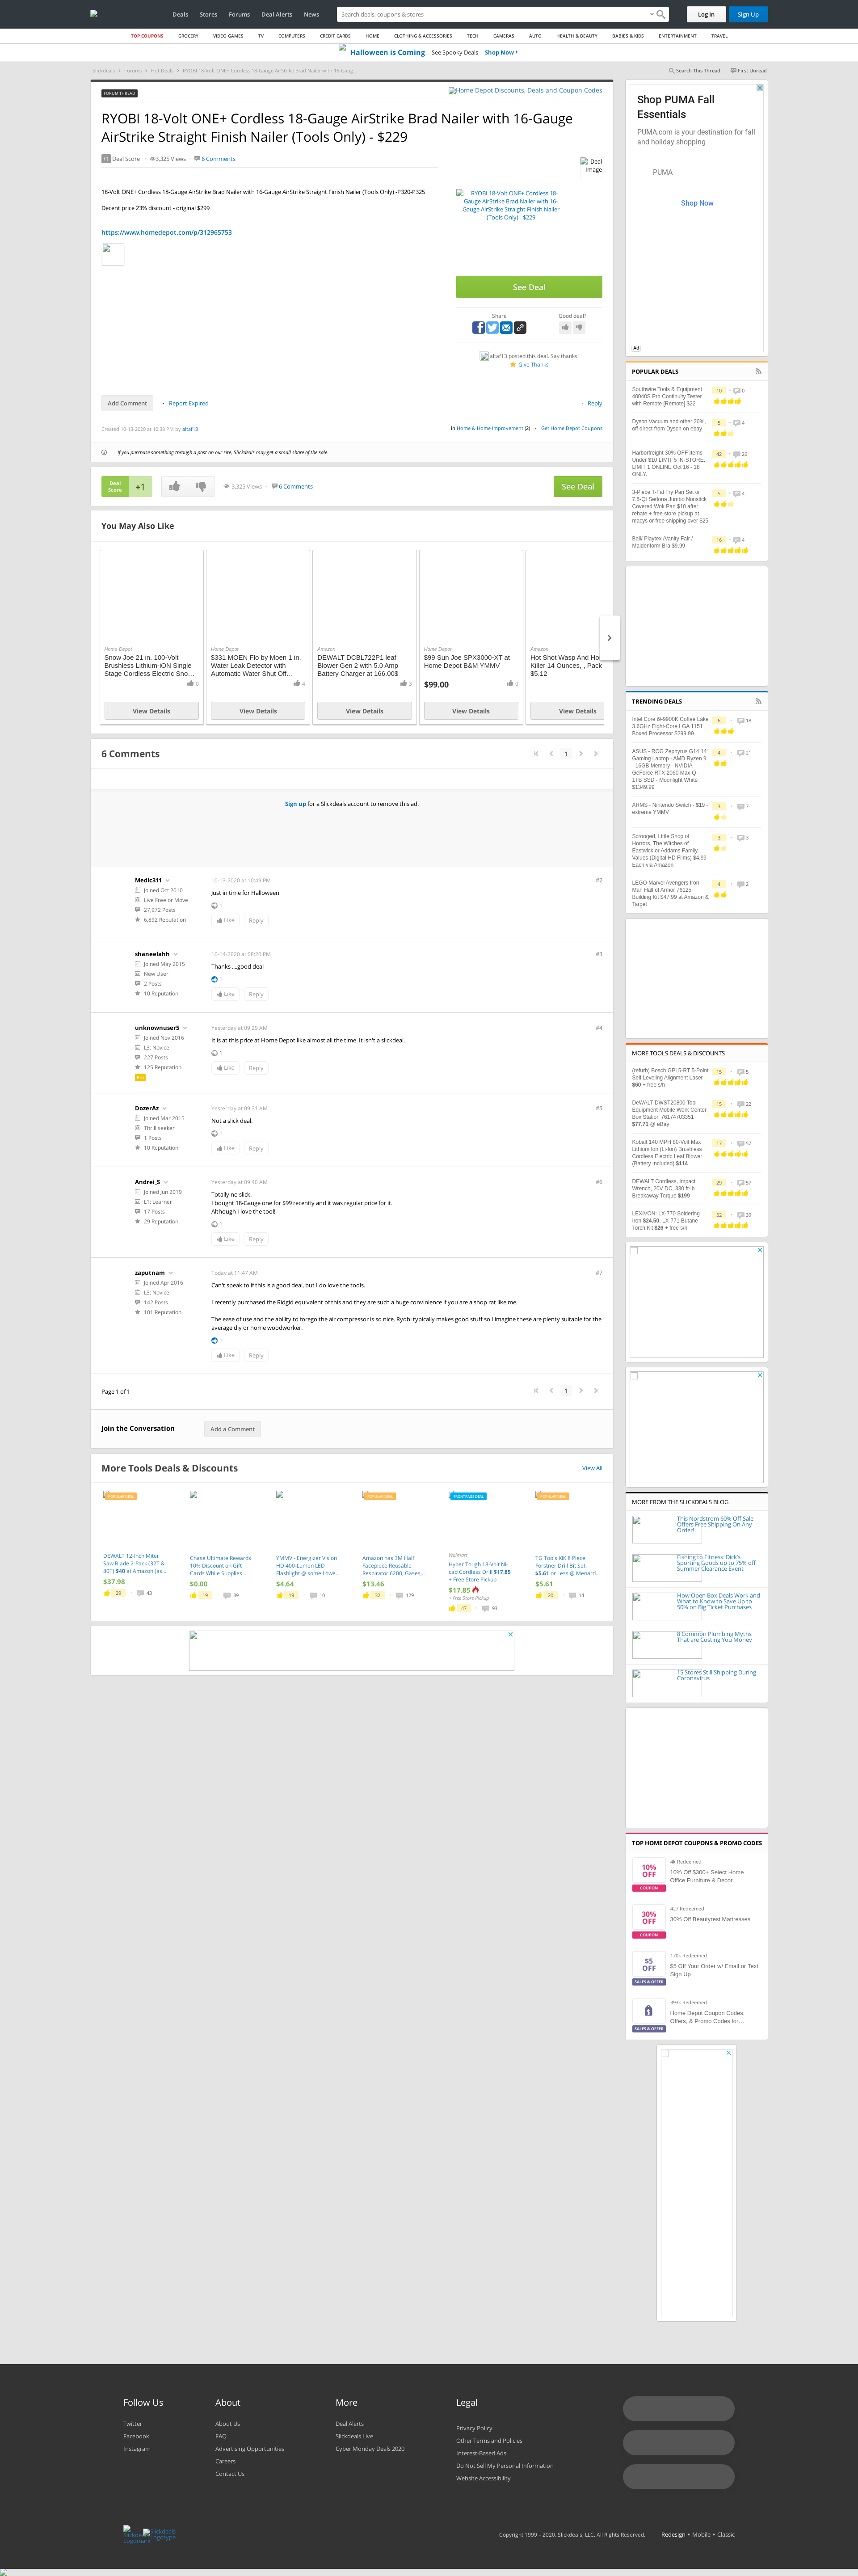 Deals Stores Forums Deal Alerts News
Search deals, coupons & stores
Log In Sign Up
TOP COUPONS GROCERY VIDEO GAMES TV COMPUTERS CREDIT CARDS HOME CLOTHING & ACCESSORIES TECH CAMERAS AUTO HEALTH & BEAUTY BABIES & KIDS ENTERTAINMENT TRAVEL
Halloween is Coming See Spooky Deals Shop Now
Slickdeals Forums Hot Deals RYOBI 18-Volt ONE+ Cordless 18-Gauge AirStrike Brad Nailer with 16-Gaug...
Search This Thread First Unread
FORUM THREAD
Home Depot Discounts, Deals and Coupon Codes
RYOBI 18-Volt ONE+ Cordless 18-Gauge AirStrike Brad Nailer with 16-Gauge
AirStrike Straight Finish Nailer (Tools Only) - $229
+1 Deal Score 3,325 Views 6 Comments
Deal
Image
18-Volt ONE+ Cordless 18-Gauge AirStrike Brad Nailer with 16-Gauge AirStrike Straight Finish Nailer (Tools Only) -P320-P325
Decent price 23% discount - original $299
https://www.homedepot.com/p/312965753
RYOBI 18-Volt ONE+ Cordless 18-
Gauge AirStrike Brad Nailer with 16-
Gauge AirStrike Straight Finish Nailer
(Tools Only) - $229
See Deal
Share Good deal?
altaf13 posted this deal. Say thanks!
Give Thanks
Add Comment Report Expired Reply
Created 10-13-2020 at 10:38 PM by altaf13
in Home & Home Improvement (2) Get Home Depot Coupons
If you purchase something through a post on our site, Slickdeals may get a small share of the sale.
Deal
Score
+1
3,325 Views 6 Comments
See Deal
You May Also Like
Home Depot
Snow Joe 21 in. 100-Volt
Brushless Lithium-iON Single
Stage Cordless Electric Sno...
0
View Details
Home Depot
$331 MOEN Flo by Moen 1 in.
Water Leak Detector with
Automatic Water Shut Off...
4
View Details
Amazon
DEWALT DCBL722P1 leaf
Blower Gen 2 with 5.0 Amp
Battery Charger at 166.00$
3
View Details
Home Depot
$99 Sun Joe SPX3000-XT at
Home Depot B&M YMMV
$99.00
0
View Details
Amazon
Hot Shot Wasp And Ho
Killer 14 Ounces, , Pack
$5.12
View Details
6 Comments
1
Sign up for a Slickdeals account to remove this ad.
Medic311
Joined Oct 2010
Live Free or Move
27,972 Posts
6,892 Reputation
10-13-2020 at 10:49 PM
#2
Just in time for Halloween
1
Like Reply
shaneelahh
Joined May 2015
New User
2 Posts
10 Reputation
10-14-2020 at 08:20 PM
#3
Thanks ....good deal
1
Like Reply
unknownuser5
Joined Nov 2016
L3: Novice
227 Posts
125 Reputation
Pro
Yesterday at 09:29 AM
#4
It is at this price at Home Depot like almost all the time. It isn't a slickdeal.
1
Like Reply
DozerAz
Joined Mar 2015
Thrill seeker
1 Posts
10 Reputation
Yesterday at 09:31 AM
#5
Not a slick deal.
1
Like Reply
Andrei_S
Joined Jun 2019
L1: Learner
17 Posts
29 Reputation
Yesterday at 09:40 AM
#6
Totally no slick.
I bought 18-Gauge one for $99 recently and it was regular price for it.
Although I love the tool!
1
Like Reply
zaputnam
Joined Apr 2016
L3: Novice
142 Posts
101 Reputation
Today at 11:47 AM
#7
Can't speak to if this is a good deal, but I do love the tools.
I recently purchased the Ridgid equivalent of this and they are such a huge convinience if you are a shop rat like me.
The ease of use and the ability to forego the air compressor is so nice. Ryobi typically makes good stuff so I imagine these are plenty suitable for the
average diy or home woodworker.
1
Like Reply
Page 1 of 1
1
Join the Conversation Add a Comment
More Tools Deals & Discounts
View All
POPULAR DEAL
DEWALT 12-Inch Miter
Saw Blade 2-Pack (32T &
80T) $40 at Amazon (as...
$37.98
29 43
Chase Ultimate Rewards
10% Discount on Gift
Cards While Supplies...
$0.00
19 39
YMMV - Energizer Vision
HD 400-Lumen LED
Flashlight @ some Lowe...
$4.64
19 10
POPULAR DEAL
Amazon has 3M Half
Facepiece Reusable
Respirator 6200, Gases,...
$13.46
32 129
FRONTPAGE DEAL
Walmart
Hyper Tough 18-Volt Ni-
cad Cordless Drill $17.85
+ Free Store Pickup
$17.85
+ Free Store Pickup
47 93
POPULAR DEAL
TG Tools KIK 8 Piece
Forstner Drill Bit Set.
$5.61 or Less @ Menard...
$5.61
20 14
Shop PUMA Fall
Essentials
PUMA.com is your destination for fall
and holiday shopping
PUMA
Shop Now
Ad
POPULAR DEALS
Southwire Tools & Equipment
40040S Pro Continuity Tester
with Remote [Remote] $22
10 0
Dyson Vacuum and other 20%,
off direct from Dyson on ebay
5 4
Harborfreight 30% OFF Items
Under $10 LIMIT 5 IN-STORE,
LIMIT 1 ONLINE Oct 16 - 18
ONLY.
42 26
3-Piece T-Fal Fry Pan Set or
7.5-Qt Sedona Jumbo Nonstick
Covered Wok Pan $10 after
rebate + free store pickup at
macys or free shipping over $25
5 4
Bali/ Playtex /Vanity Fair /
Maidenform Bra $9.99
16 4
TRENDING DEALS
Intel Core i9-9900K Coffee Lake
3.6GHz Eight-Core LGA 1151
Boxed Processor $299.99
6 18
ASUS - ROG Zephyrus G14 14"
Gaming Laptop - AMD Ryzen 9
- 16GB Memory - NVIDIA
GeForce RTX 2060 Max-Q -
1TB SSD - Moonlight White
$1349.99
4 21
ARMS - Nintendo Switch - $19 -
extreme YMMV
3 7
Scrooged, Little Shop of
Horrors, The Witches of
Eastwick or Addams Family
Values (Digital HD Films) $4.99
Each via Amazon
3 3
LEGO Marvel Avengers Iron
Man Hall of Armor 76125
Building Kit $47.99 at Amazon &
Target
4 2
MORE TOOLS DEALS & DISCOUNTS
(refurb) Bosch GPL5-RT 5-Point
Self Leveling Alignment Laser
$60 + free s/h
15 5
DeWALT DWST20800 Tool
Equipment Mobile Work Center
Box Station 76174703351 |
$77.71 @ eBay
15 22
Kobalt 140 MPH 80-Volt Max
Lithium Ion (Li-Ion) Brushless
Cordless Electric Leaf Blower
(Battery Included) $114
17 57
DEWALT Cordless, Impact
Wrench, 20V DC, 330 ft-lb
Breakaway Torque $199
29 57
LEXIVON: LX-770 Soldering
Iron $24.50, LX-771 Butane
Torch Kit $26 + free s/h
52 39
MORE FROM THE SLICKDEALS BLOG
This Nordstrom 60% Off Sale
Offers Free Shipping On Any
Order!
Fishing to Fitness: Dick's
Sporting Goods up to 75% off
Summer Clearance Event
How Open Box Deals Work and
What to Know to Save Up to
50% on Big Ticket Purchases
8 Common Plumbing Myths
That are Costing You Money
15 Stores Still Shipping During
Coronavirus
TOP HOME DEPOT COUPONS & PROMO CODES
10%
OFF
COUPON
4k Redeemed
10% Off $300+ Select Home
Office Furniture & Decor
30%
OFF
COUPON
427 Redeemed
30% Off Beautyrest Mattresses
$5
OFF
SALES & OFFER
170k Redeemed
$5 Off Your Order w/ Email or Text
Sign Up
SALES & OFFER
393k Redeemed
Home Depot Coupon Codes,
Offers, & Promo Codes for...
Follow Us
Twitter
Facebook
Instagram
About
About Us
FAQ
Advertising Opportunities
Careers
Contact Us
More
Deal Alerts
Slickdeals Live
Cyber Monday Deals 2020
Legal
Privacy Policy
Other Terms and Policies
Interest-Based Ads
Do Not Sell My Personal Information
Website Accessibility
Slickdeals
Logomark
Slickdeals
Logotype
Copyright 1999 - 2020. Slickdeals, LLC. All Rights Reserved. Redesign • Mobile • Classic